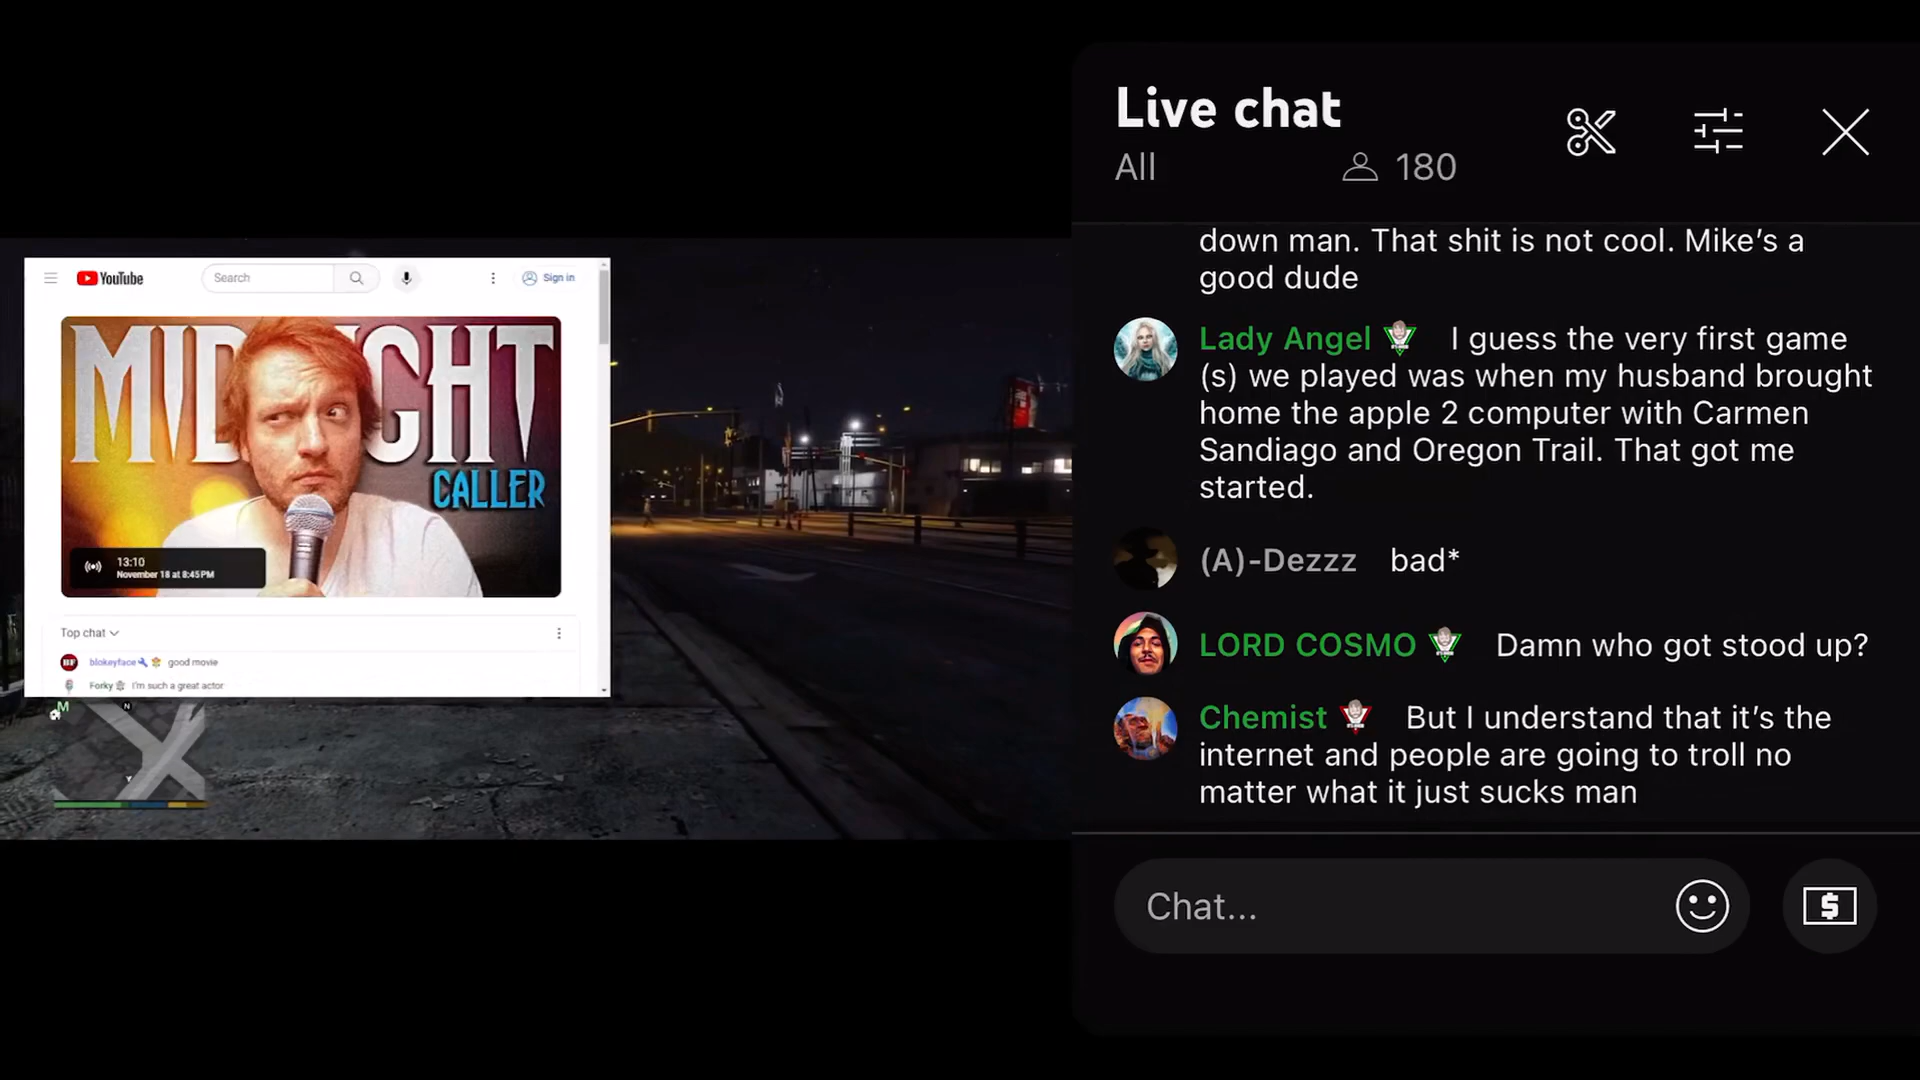 YouTube
Search
Sign in
MIDNIGHT
CALLER
13:10
November 18 at 8:45PM
Top chat
blokeyface good movie
Forky I'm such a great actor
M
N
Live chat
All
180
down man. That shit is not cool. Mike's a
good dude
Lady Angel I guess the very first game
(s) we played was when my husband brought
home the apple 2 computer with Carmen
Sandiago and Oregon Trail. That got me
started.
(A)-Dezzz bad*
LORD COSMO Damn who got stood up?
Chemist But I understand that it's the
internet and people are going to troll no
matter what it just sucks man
Chat...